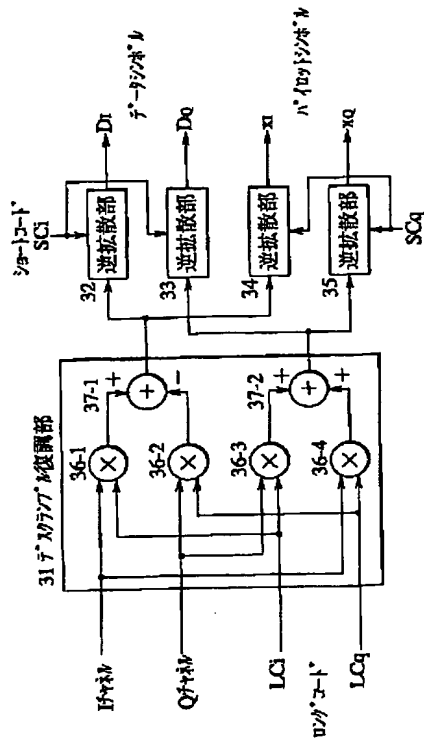 31 デスクランブル復調部
Iチャネル
Qチャネル
LCi
ロングコード
LCq
36-1
×
36-2
×
36-3
×
36-4
×
37-1
+
+
−
37-2
+
+
+
ショートコード
SCi
32
逆拡散部
DI
データシンボル
33
逆拡散部
DQ
34
逆拡散部
xI
パイロットシンボル
35
逆拡散部
xQ
SCq